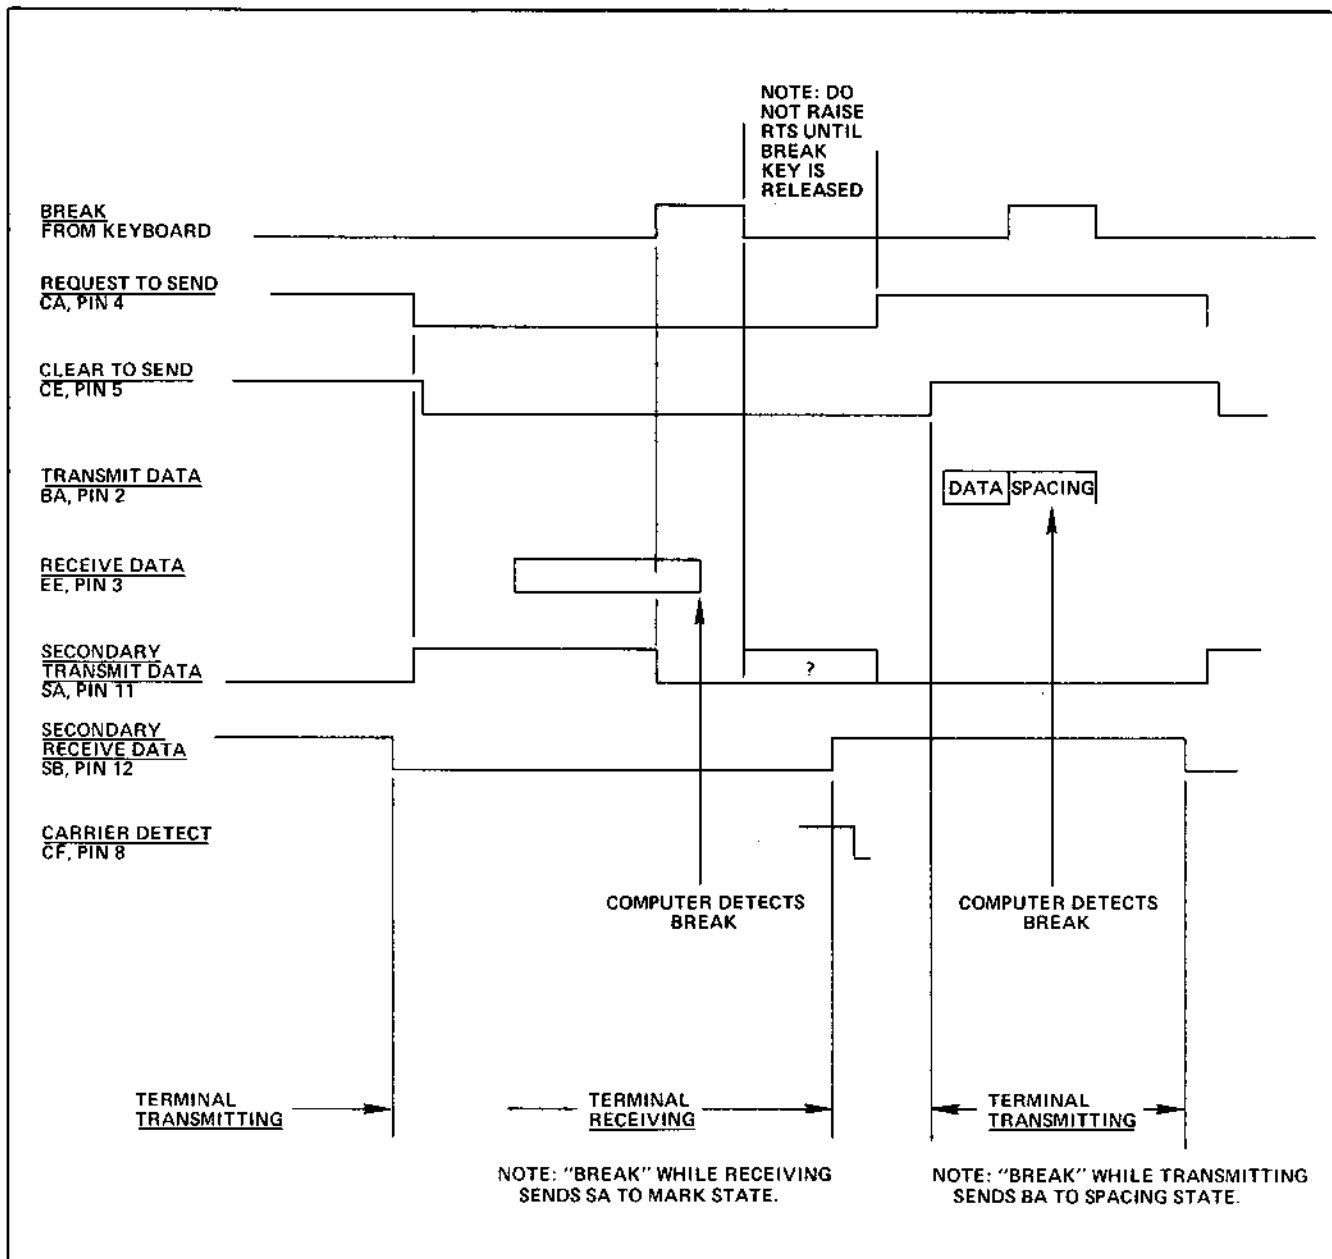 NOTE: DO
NOT RAISE
RTS UNTIL
BREAK
KEY IS
RELEASED
BREAK
FROM KEYBOARD
REQUEST TO SEND
CA, PIN 4
CLEAR TO SEND
CE, PIN 5
TRANSMIT DATA
BA, PIN 2
DATA SPACING
RECEIVE DATA
EE, PIN 3
SECONDARY
TRANSMIT DATA
SA, PIN 11
?
SECONDARY
RECEIVE DATA
SB, PIN 12
CARRIER DETECT
CF, PIN 8
COMPUTER DETECTS
BREAK
COMPUTER DETECTS
BREAK
TERMINAL
TRANSMITTING
TERMINAL
RECEIVING
TERMINAL
TRANSMITTING
NOTE: "BREAK" WHILE RECEIVING
SENDS SA TO MARK STATE.
NOTE: "BREAK" WHILE TRANSMITTING
SENDS BA TO SPACING STATE.